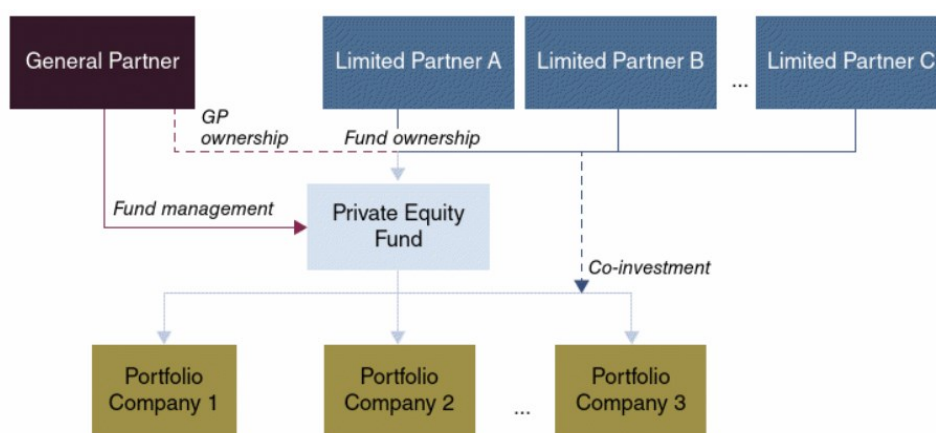 General Partner
Limited Partner A
Limited Partner B
...
Limited Partner C
GP
ownership
Fund ownership
Fund management
Private Equity
Fund
Co-investment
Portfolio
Company 1
Portfolio
Company 2
...
Portfolio
Company 3